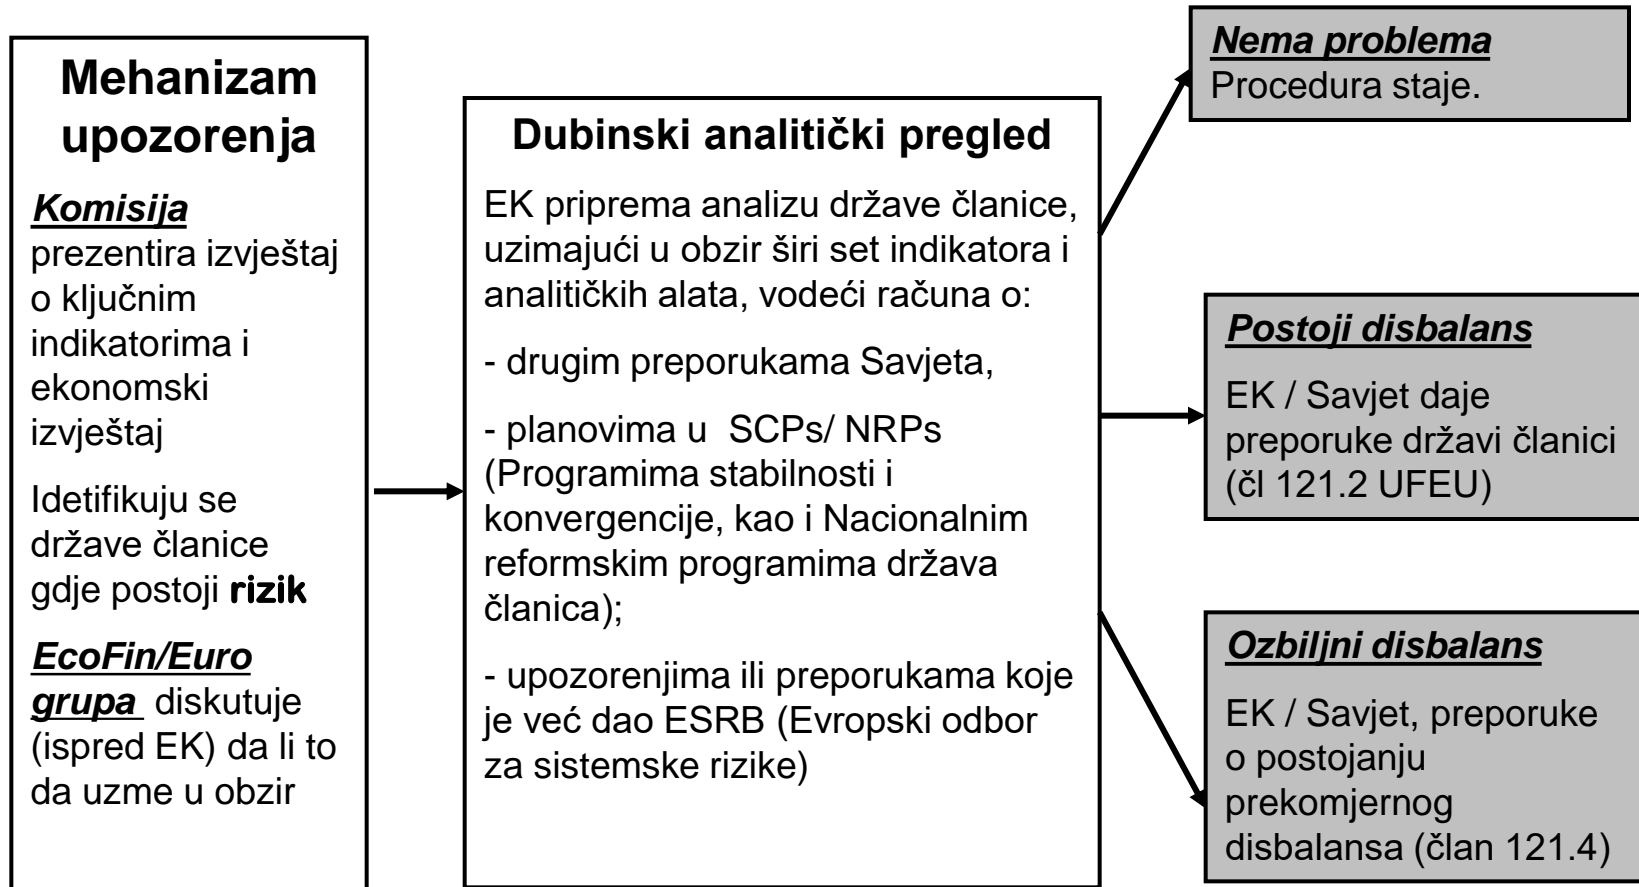 Mehanizam
upozorenja
Komisija
prezentira izvještaj
o ključnim
indikatorima i
ekonomski
izvještaj
Idetifikuju se
države članice
gdje postoji rizik
EcoFin/Euro
grupa diskutuje
(ispred EK) da li to
da uzme u obzir
Dubinski analitički pregled
EK priprema analizu države članice,
uzimajući u obzir širi set indikatora i
analitičkih alata, vodeći računa o:
- drugim preporukama Savjeta,
- planovima u SCPs/ NRPs
(Programima stabilnosti i
konvergencije, kao i Nacionalnim
reformskim programima država
članica);
- upozorenjima ili preporukama koje
je već dao ESRB (Evropski odbor
za sistemske rizike)
Nema problema
Procedura staje.
Postoji disbalans
EK / Savjet daje
preporuke državi članici
(čl 121.2 UFEU)
Ozbiljni disbalans
EK / Savjet, preporuke
o postojanju
prekomjernog
disbalansa (član 121.4)